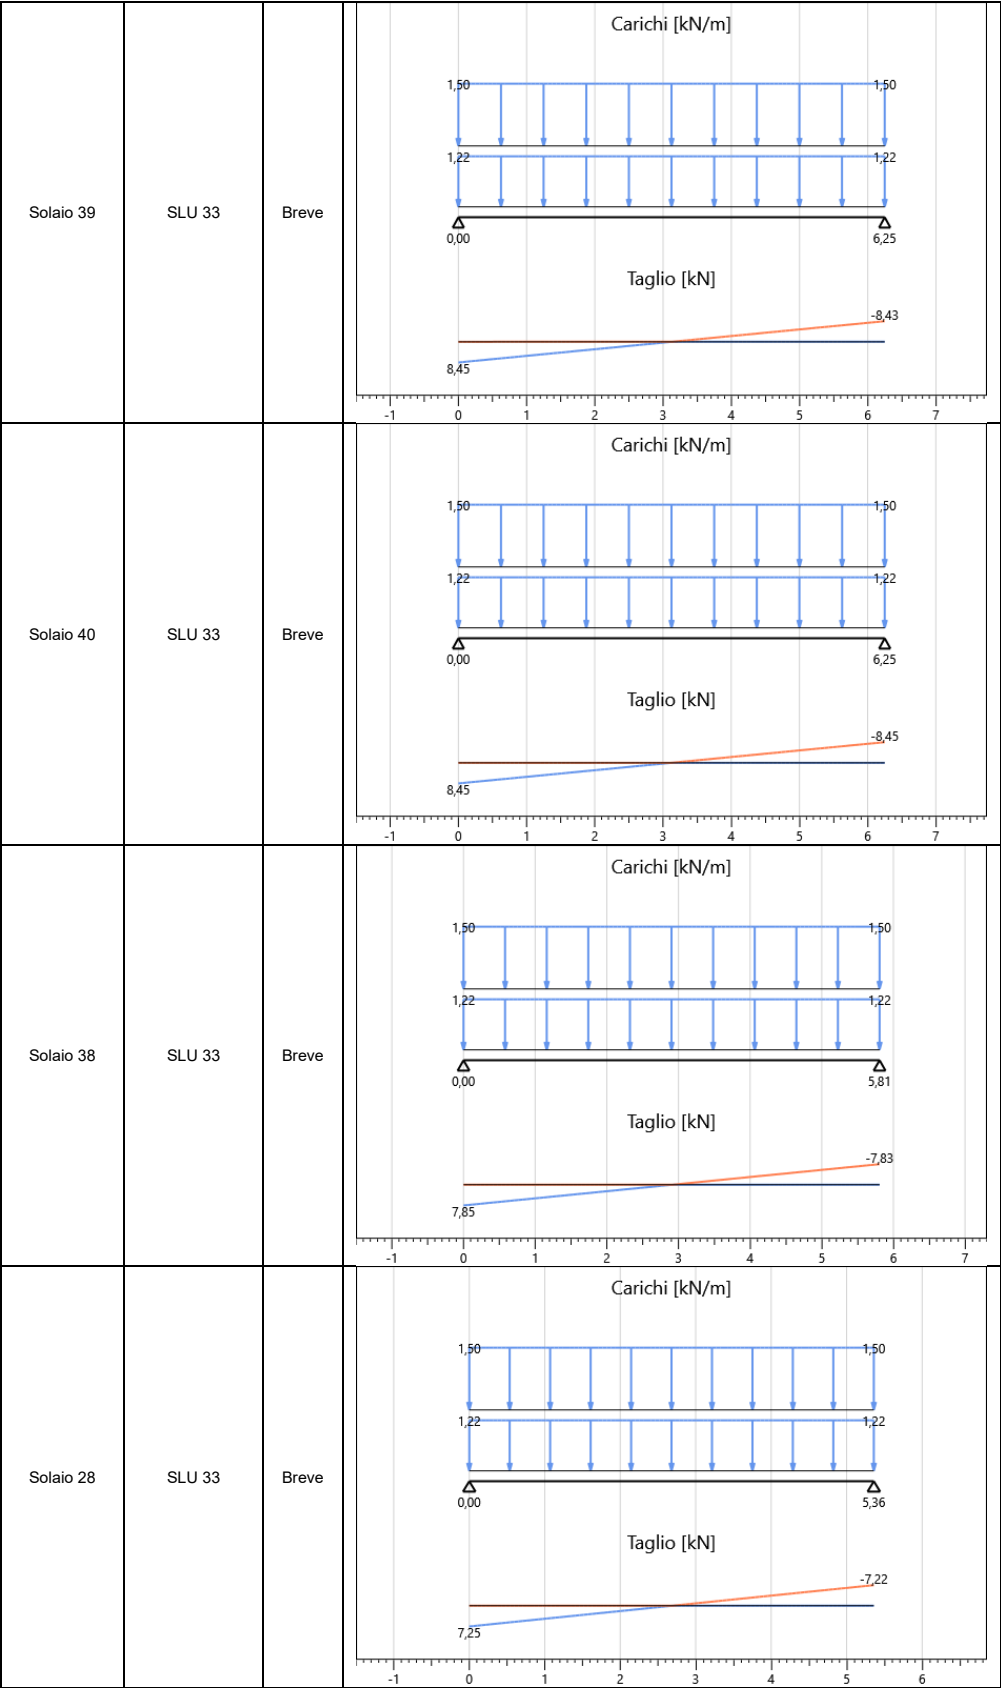 Solaio 39
SLU 33
Breve
Carichi [kN/m]
1,50 1,50
1,22 1,22
0,00 6,25
Taglio [kN]
-8,43
8,45
-1 0 1 2 3 4 5 6 7
Solaio 40
SLU 33
Breve
Carichi [kN/m]
1,50 1,50
1,22 1,22
0,00 6,25
Taglio [kN]
-8,45
8,45
-1 0 1 2 3 4 5 6 7
Solaio 38
SLU 33
Breve
Carichi [kN/m]
1,50 1,50
1,22 1,22
0,00 5,81
Taglio [kN]
-7,83
7,85
-1 0 1 2 3 4 5 6 7
Solaio 28
SLU 33
Breve
Carichi [kN/m]
1,50 1,50
1,22 1,22
0,00 5,36
Taglio [kN]
-7,22
7,25
-1 0 1 2 3 4 5 6